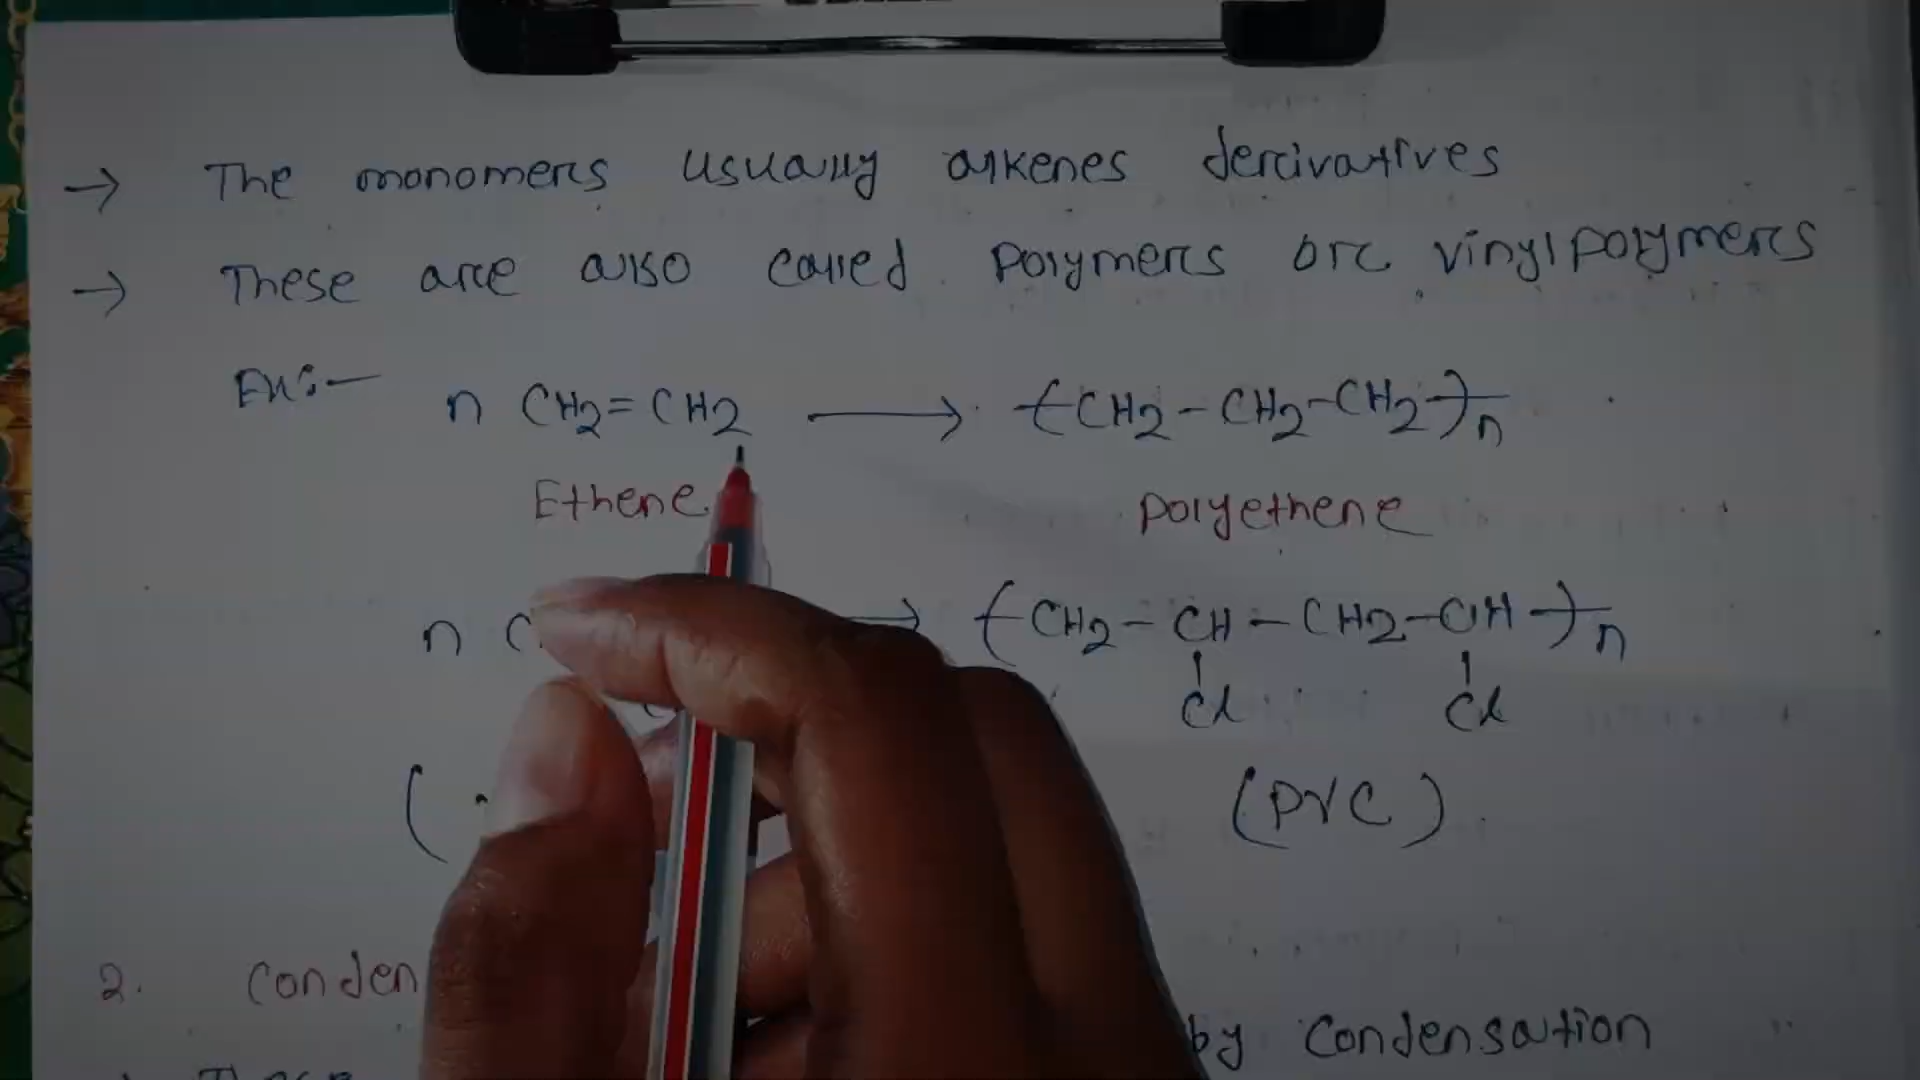 → The monomers usually alkenes derivatives
→ These are also called polymers or vinyl polymers
Ex:- n CH2=CH2 ⟶ -(CH2-CH2-CH2-)n
Ethene Polyethene
n C → -(CH2-CH-CH2-CH-)n
Cl Cl
( (PVC)
2. Conden
by condensation